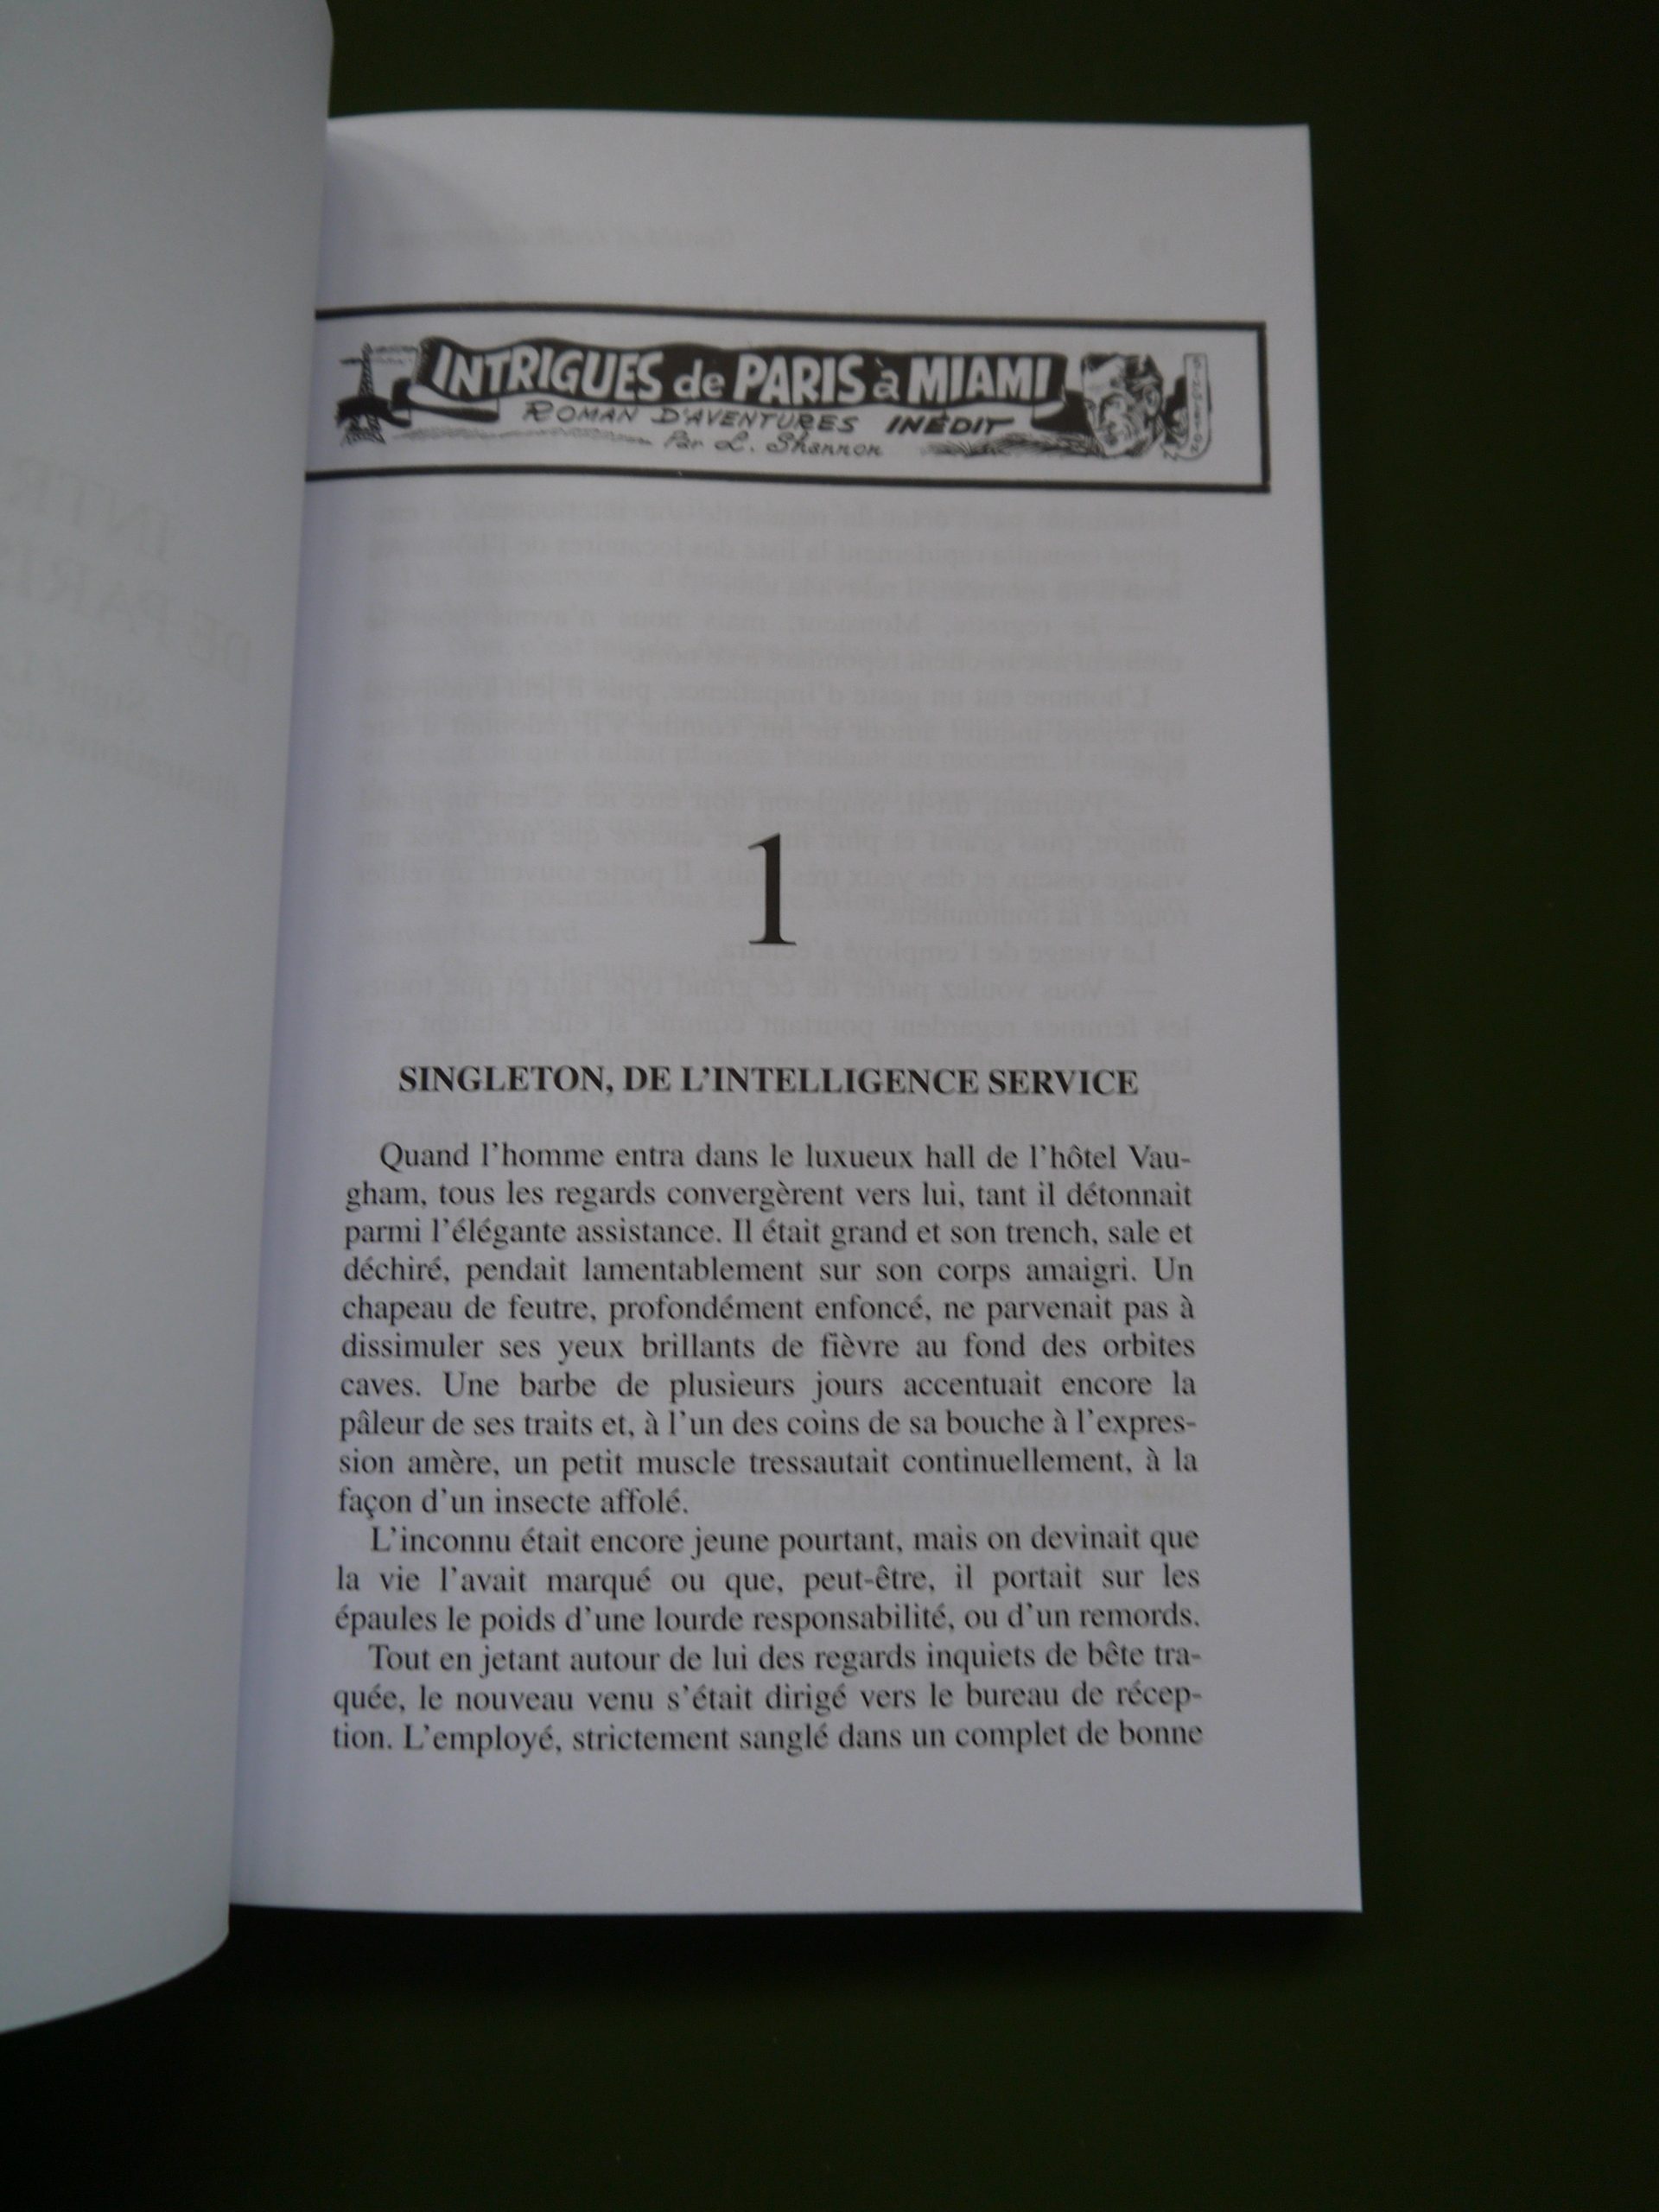 INTRIGUES de PARIS à MIAMI
ROMAN D'AVENTURES INÉDIT
Par L. Shannon
1
SINGLETON, DE L'INTELLIGENCE SERVICE
Quand l'homme entra dans le luxueux hall de l'hôtel Vau-
gham, tous les regards convergèrent vers lui, tant il détonnait
parmi l'élégante assistance. Il était grand et son trench, sale et
déchiré, pendait lamentablement sur son corps amaigri. Un
chapeau de feutre, profondément enfoncé, ne parvenait pas à
dissimuler ses yeux brillants de fièvre au fond des orbites
caves. Une barbe de plusieurs jours accentuait encore la
pâleur de ses traits et, à l'un des coins de sa bouche à l'expres-
sion amère, un petit muscle tressautait continuellement, à la
façon d'un insecte affolé.
L'inconnu était encore jeune pourtant, mais on devinait que
la vie l'avait marqué ou que, peut-être, il portait sur les
épaules le poids d'une lourde responsabilité, ou d'un remords.
Tout en jetant autour de lui des regards inquiets de bête tra-
quée, le nouveau venu s'était dirigé vers le bureau de récep-
tion. L'employé, strictement sanglé dans un complet de bonne